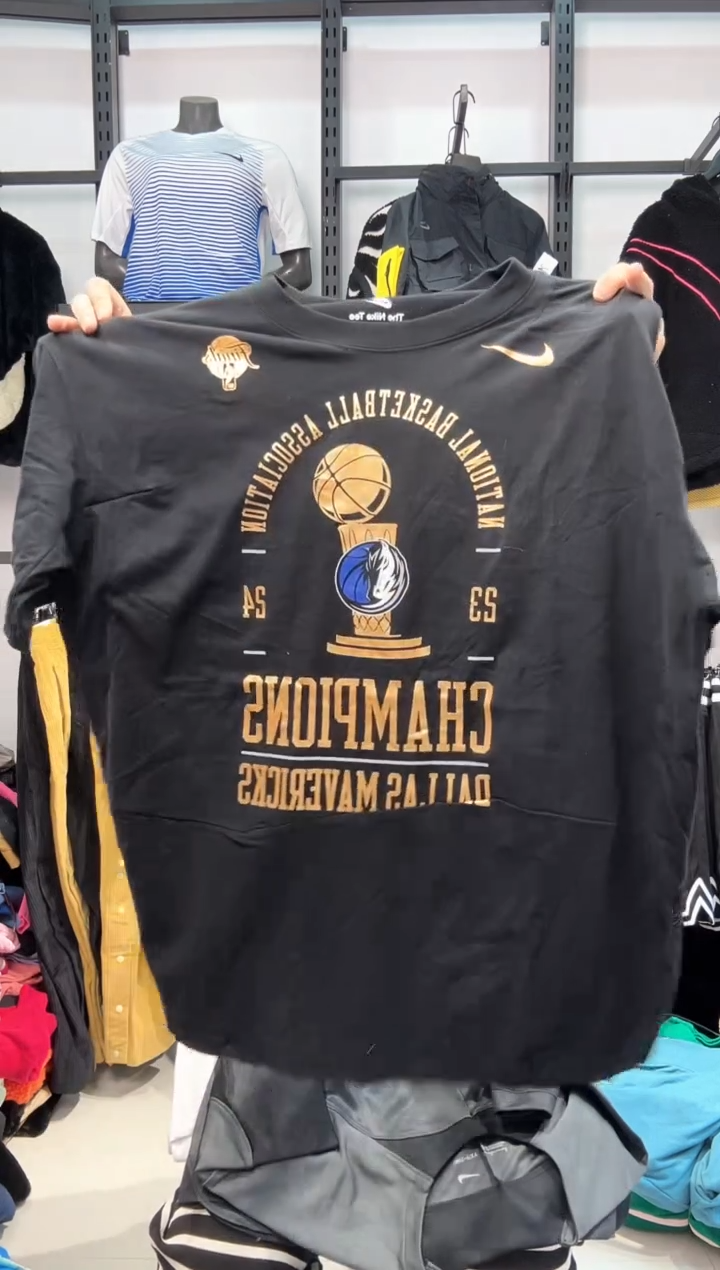 The Nike Tee
NATIONAL BASKETBALL ASSOCIATION
23 24
CHAMPIONS
DALLAS MAVERICKS